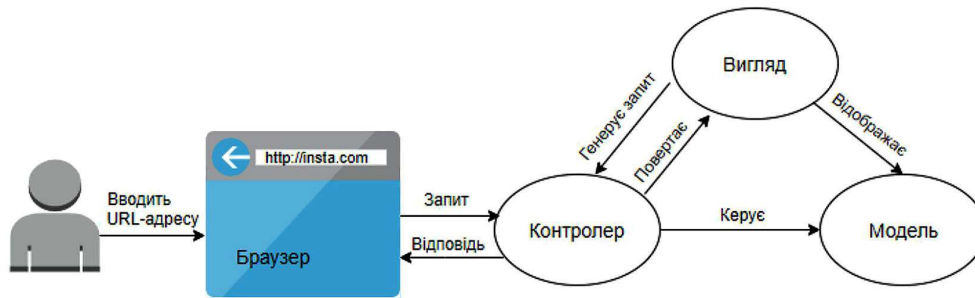 Вигляд
Генерує запит
Повертає
Відображає
http://insta.com
Вводить
URL-адресу
Запит
Контролер
Керує
Модель
Відповідь
Браузер